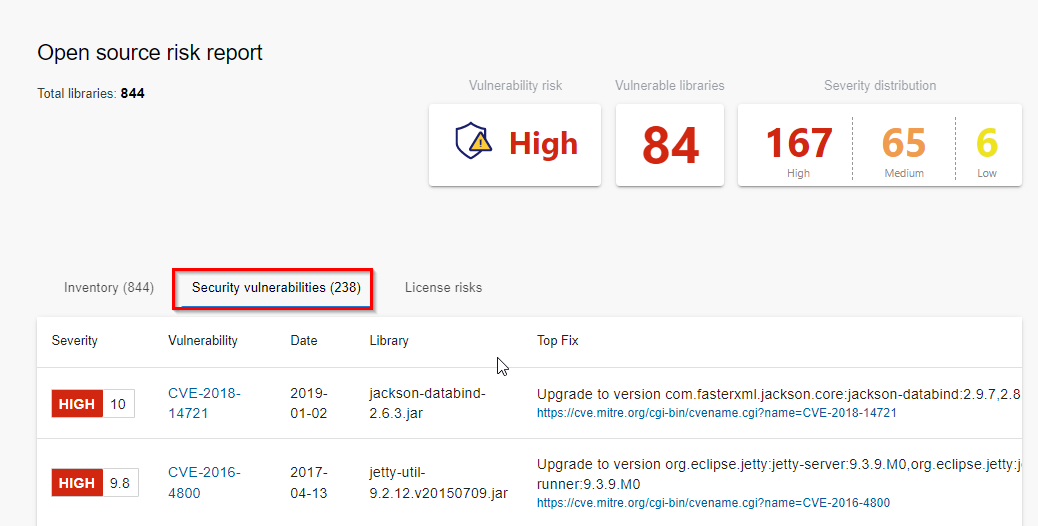 Open source risk report
Total libraries: 844
Vulnerability risk
High
Vulnerable libraries
84
Severity distribution
167 65 6
High Medium Low
Inventory (844) Security vulnerabilities (238) License risks
Severity Vulnerability Date Library Top Fix
HIGH 10
CVE-2018-
14721
2019-
01-02
jackson-databind-
2.6.3.jar
Upgrade to version com.fasterxml.jackson.core:jackson-databind:2.9.7,2.8
https://cve.mitre.org/cgi-bin/cvename.cgi?name=CVE-2018-14721
HIGH 9.8
CVE-2016-
4800
2017-
04-13
jetty-util-
9.2.12.v20150709.jar
Upgrade to version org.eclipse.jetty:jetty-server:9.3.9.M0,org.eclipse.jetty:j
runner:9.3.9.M0
https://cve.mitre.org/cgi-bin/cvename.cgi?name=CVE-2016-4800